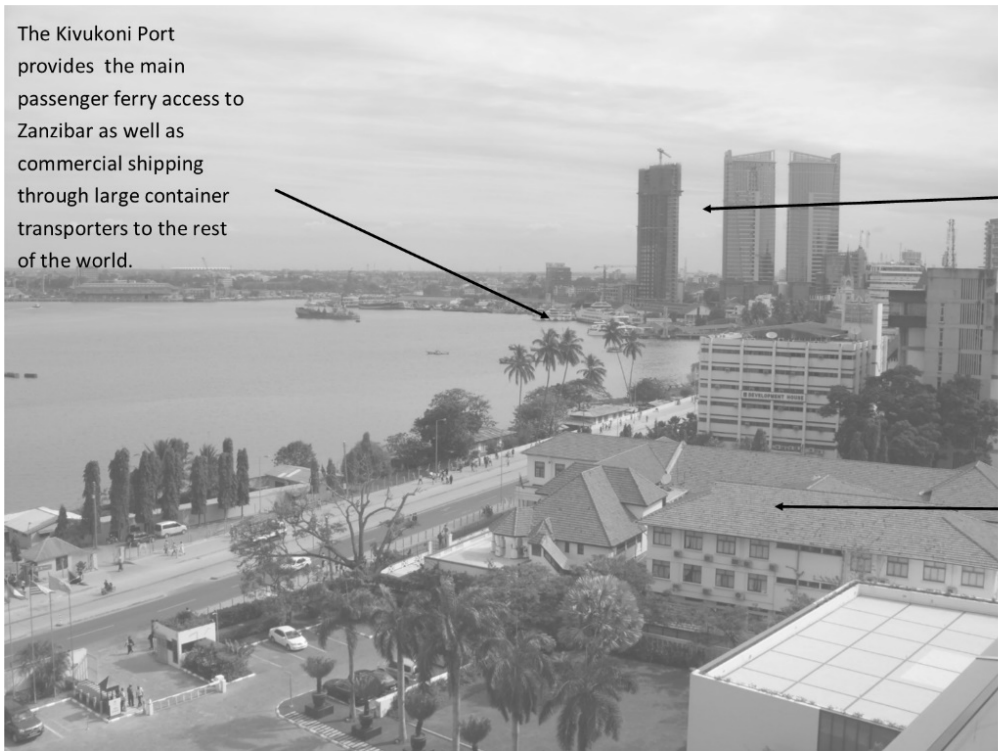 The Kivukoni Port
provides  the main
passenger ferry access to
Zanzibar as well as
commercial shipping
through large container
transporters to the rest
of the world.
DEVELOPMENT HOUSE